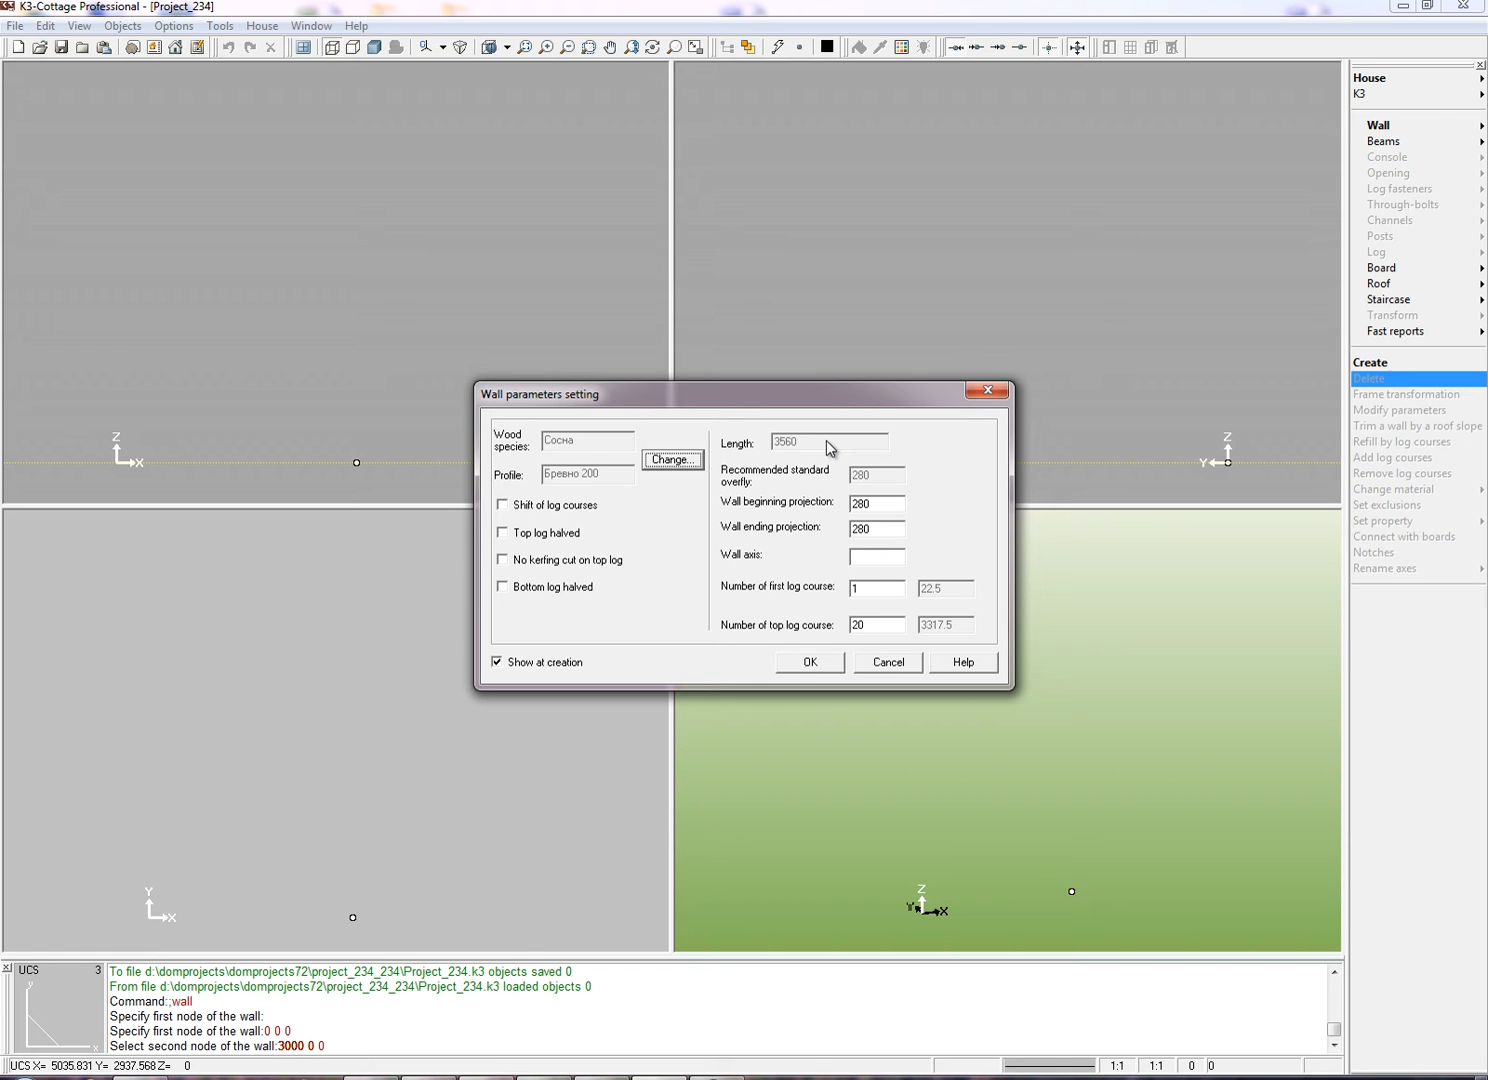 K3-Cottage Professional - [Project_234]
File Edit View Objects Options Tools House Window Help
House
K3
Wall
Beams
Console
Opening
Log fasteners
Through-bolts
Channels
Posts
Log
Board
Roof
Staircase
Transform
Fast reports
Create
Delete
Frame transformation
Modify parameters
Trim a wall by a roof slope
Refill by log courses
Add log courses
Remove log courses
Change material
Set exclusions
Set property
Connect with boards
Notches
Rename axes
Z
X
Z
Y
Y
X
Z
Y
X
Wall parameters setting
Wood species: Сосна
Change...
Profile: Бревно 200
Shift of log courses
Top log halved
No kerfing cut on top log
Bottom log halved
Length: 3560
Recommended standard
overfly: 280
Wall beginning projection: 280
Wall ending projection: 280
Wall axis:
Number of first log course: 1 22.5
Number of top log course: 20 3317.5
Show at creation
OK Cancel Help
UCS 3
y
x
To file d:\domprojects\domprojects72\project_234_234\Project_234.k3 objects saved 0
From file d:\domprojects\domprojects72\project_234_234\Project_234.k3 loaded objects 0
Command:;wall
Specify first node of the wall:
Specify first node of the wall:0 0 0
Select second node of the wall:3000 0 0
UCS X= 5035.831 Y= 2937.568 Z= 0
1:1 1:1 0 0